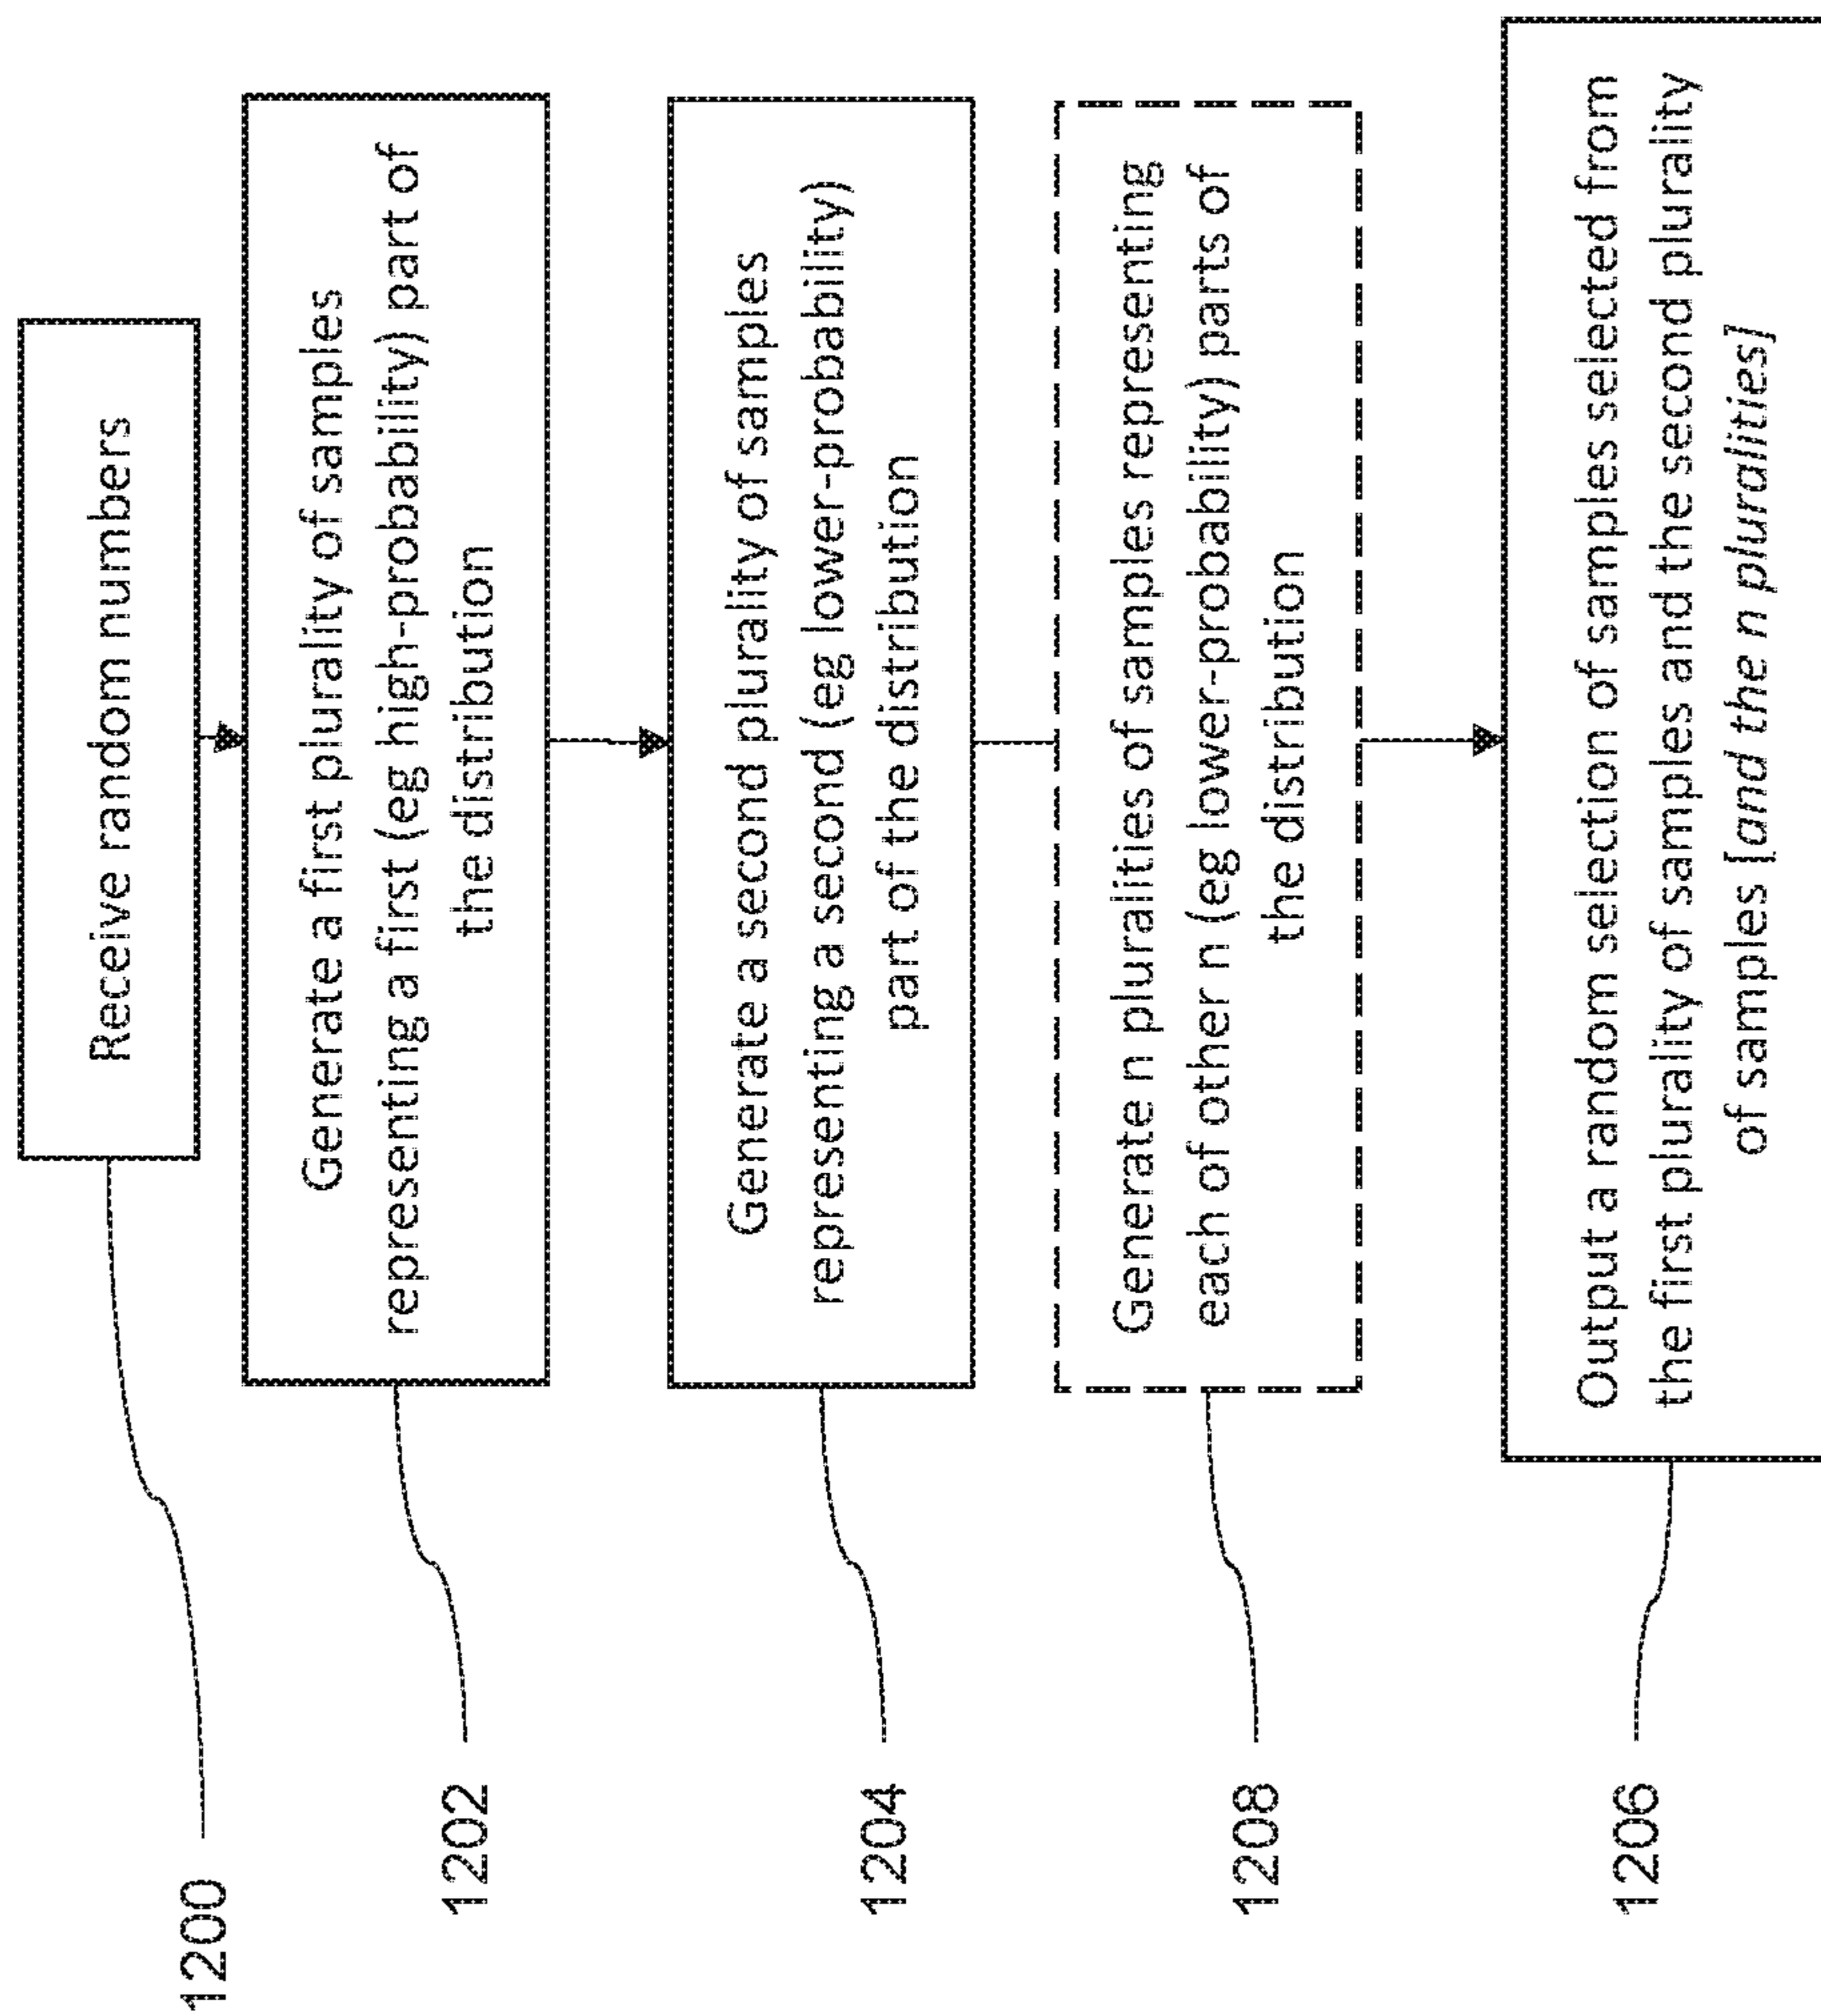 1200
Receive random numbers
1202
Generate a first plurality of samples
representing a first (eg high-probability) part of
the distribution
1204
Generate a second plurality of samples
representing a second (eg lower-probability)
part of the distribution
1208
Generate n pluralities of samples representing
each of other n (eg lower-probability) parts of
the distribution
1206
Output a random selection of samples selected from
the first plurality of samples and the second plurality
of samples [and the n pluralities]